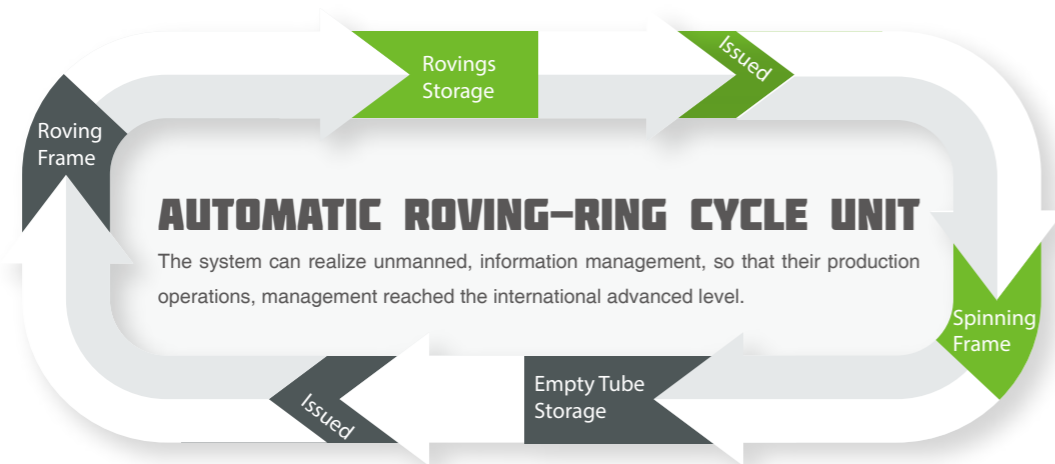 Rovings
Storage
Issued
Roving
Frame
AUTOMATIC ROVING-RING CYCLE UNIT
The system can realize unmanned, information management, so that their production
operations, management reached the international advanced level.
Spinning
Frame
Empty Tube
Storage
Issued